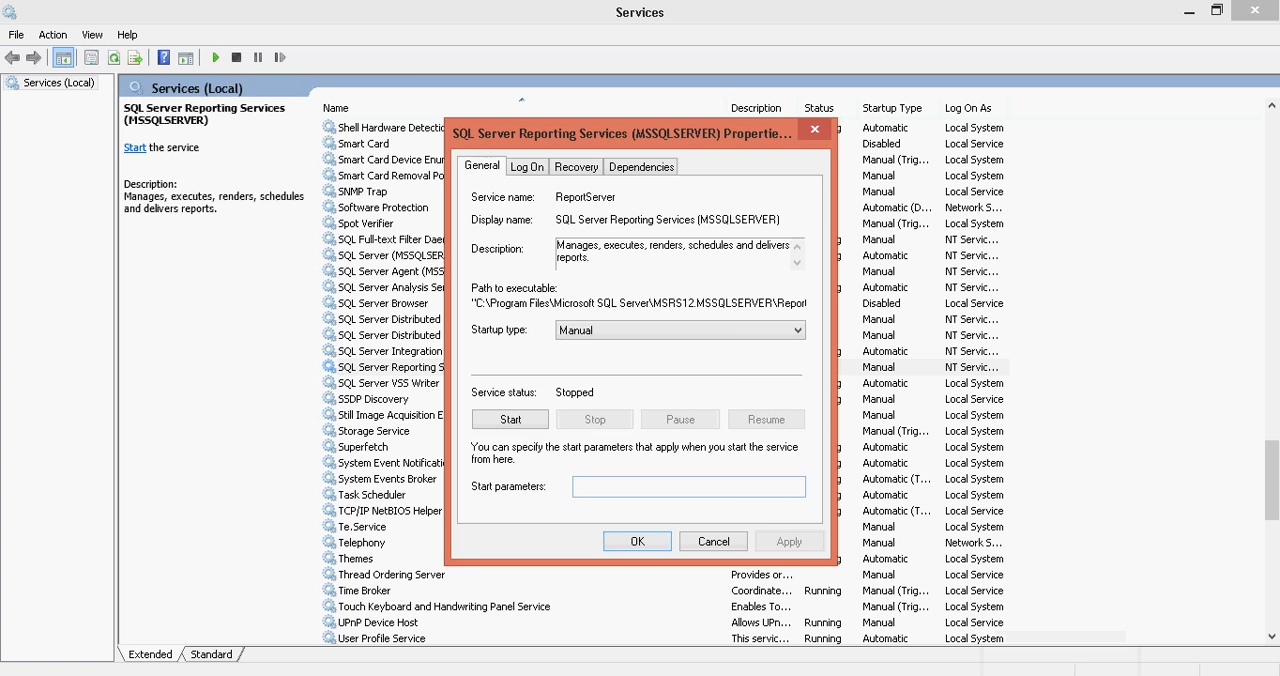 Services
File Action View Help
Services (Local)
Services (Local)
SQL Server Reporting Services (MSSQLSERVER)
Start the service
Description:
Manages, executes, renders, schedules and delivers reports.
Name Description Status Startup Type Log On As
Shell Hardware Detectic Automatic Local System
Smart Card Disabled Local Service
Smart Card Device Enur Manual (Trig... Local System
Smart Card Removal Po Manual Local System
SNMP Trap Manual Local Service
Software Protection Automatic (D... Network S...
Spot Verifier Manual (Trig... Local System
SQL Full-text Filter Dae Manual NT Servic...
SQL Server (MSSQLSER Automatic NT Servic...
SQL Server Agent (MSS Manual NT Servic...
SQL Server Analysis Se Automatic NT Servic...
SQL Server Browser Disabled Local Service
SQL Server Distributed Manual NT Servic...
SQL Server Distributed Manual NT Servic...
SQL Server Integration Automatic NT Servic...
SQL Server Reporting S Manual NT Servic...
SQL Server VSS Writer Automatic Local System
SSDP Discovery Manual Local Service
Still Image Acquisition E Manual Local System
Storage Service Manual (Trig... Local System
Superfetch Automatic Local System
System Event Notificati Automatic Local System
System Events Broker Automatic (T... Local System
Task Scheduler Automatic Local System
TCP/IP NetBIOS Helper Automatic (T... Local Service
Te.Service Manual Local System
Telephony Manual Network S...
Themes Automatic Local System
Thread Ordering Server Provides or... Manual Local Service
Time Broker Coordinate... Running Manual (Trig... Local Service
Touch Keyboard and Handwriting Panel Service Enables To... Manual (Trig... Local System
UPnP Device Host Allows UPn... Running Manual Local Service
User Profile Service This servic... Running Automatic Local System
Extended Standard
SQL Server Reporting Services (MSSQLSERVER) Propertie...
General Log On Recovery Dependencies
Service name: ReportServer
Display name: SQL Server Reporting Services (MSSQLSERVER)
Description: Manages, executes, renders, schedules and delivers
reports.
Path to executable:
"C:\Program Files\Microsoft SQL Server\MSRS12.MSSQLSERVER\Report
Startup type: Manual
Service status: Stopped
Start Stop Pause Resume
You can specify the start parameters that apply when you start the service
from here.
Start parameters:
OK Cancel Apply